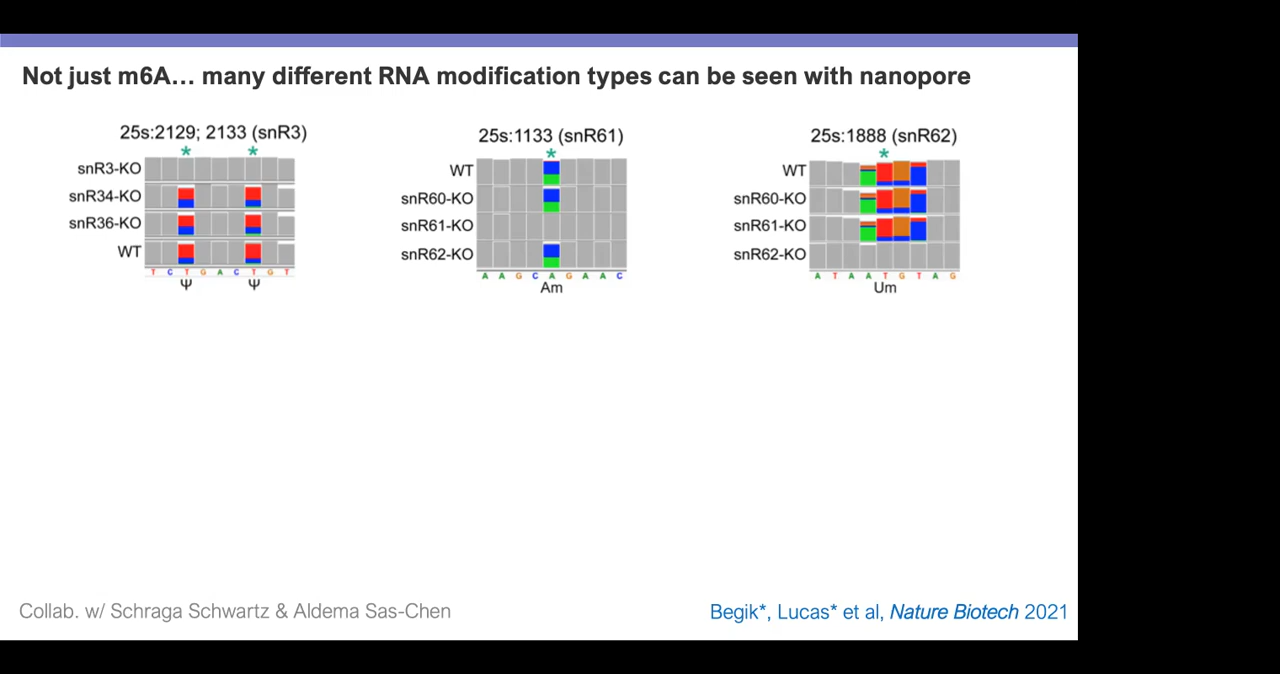 Not just m6A… many different RNA modification types can be seen with nanopore
25s:2129; 2133 (snR3)
* *
snR3-KO
snR34-KO
snR36-KO
WT
T C T G A C T G T
Ψ Ψ
25s:1133 (snR61)
*
WT
snR60-KO
snR61-KO
snR62-KO
A A G C A G A A C
Am
25s:1888 (snR62)
*
WT
snR60-KO
snR61-KO
snR62-KO
A T A A T G T A G
Um
Collab. w/ Schraga Schwartz & Aldema Sas-Chen
Begik*, Lucas* et al, Nature Biotech 2021